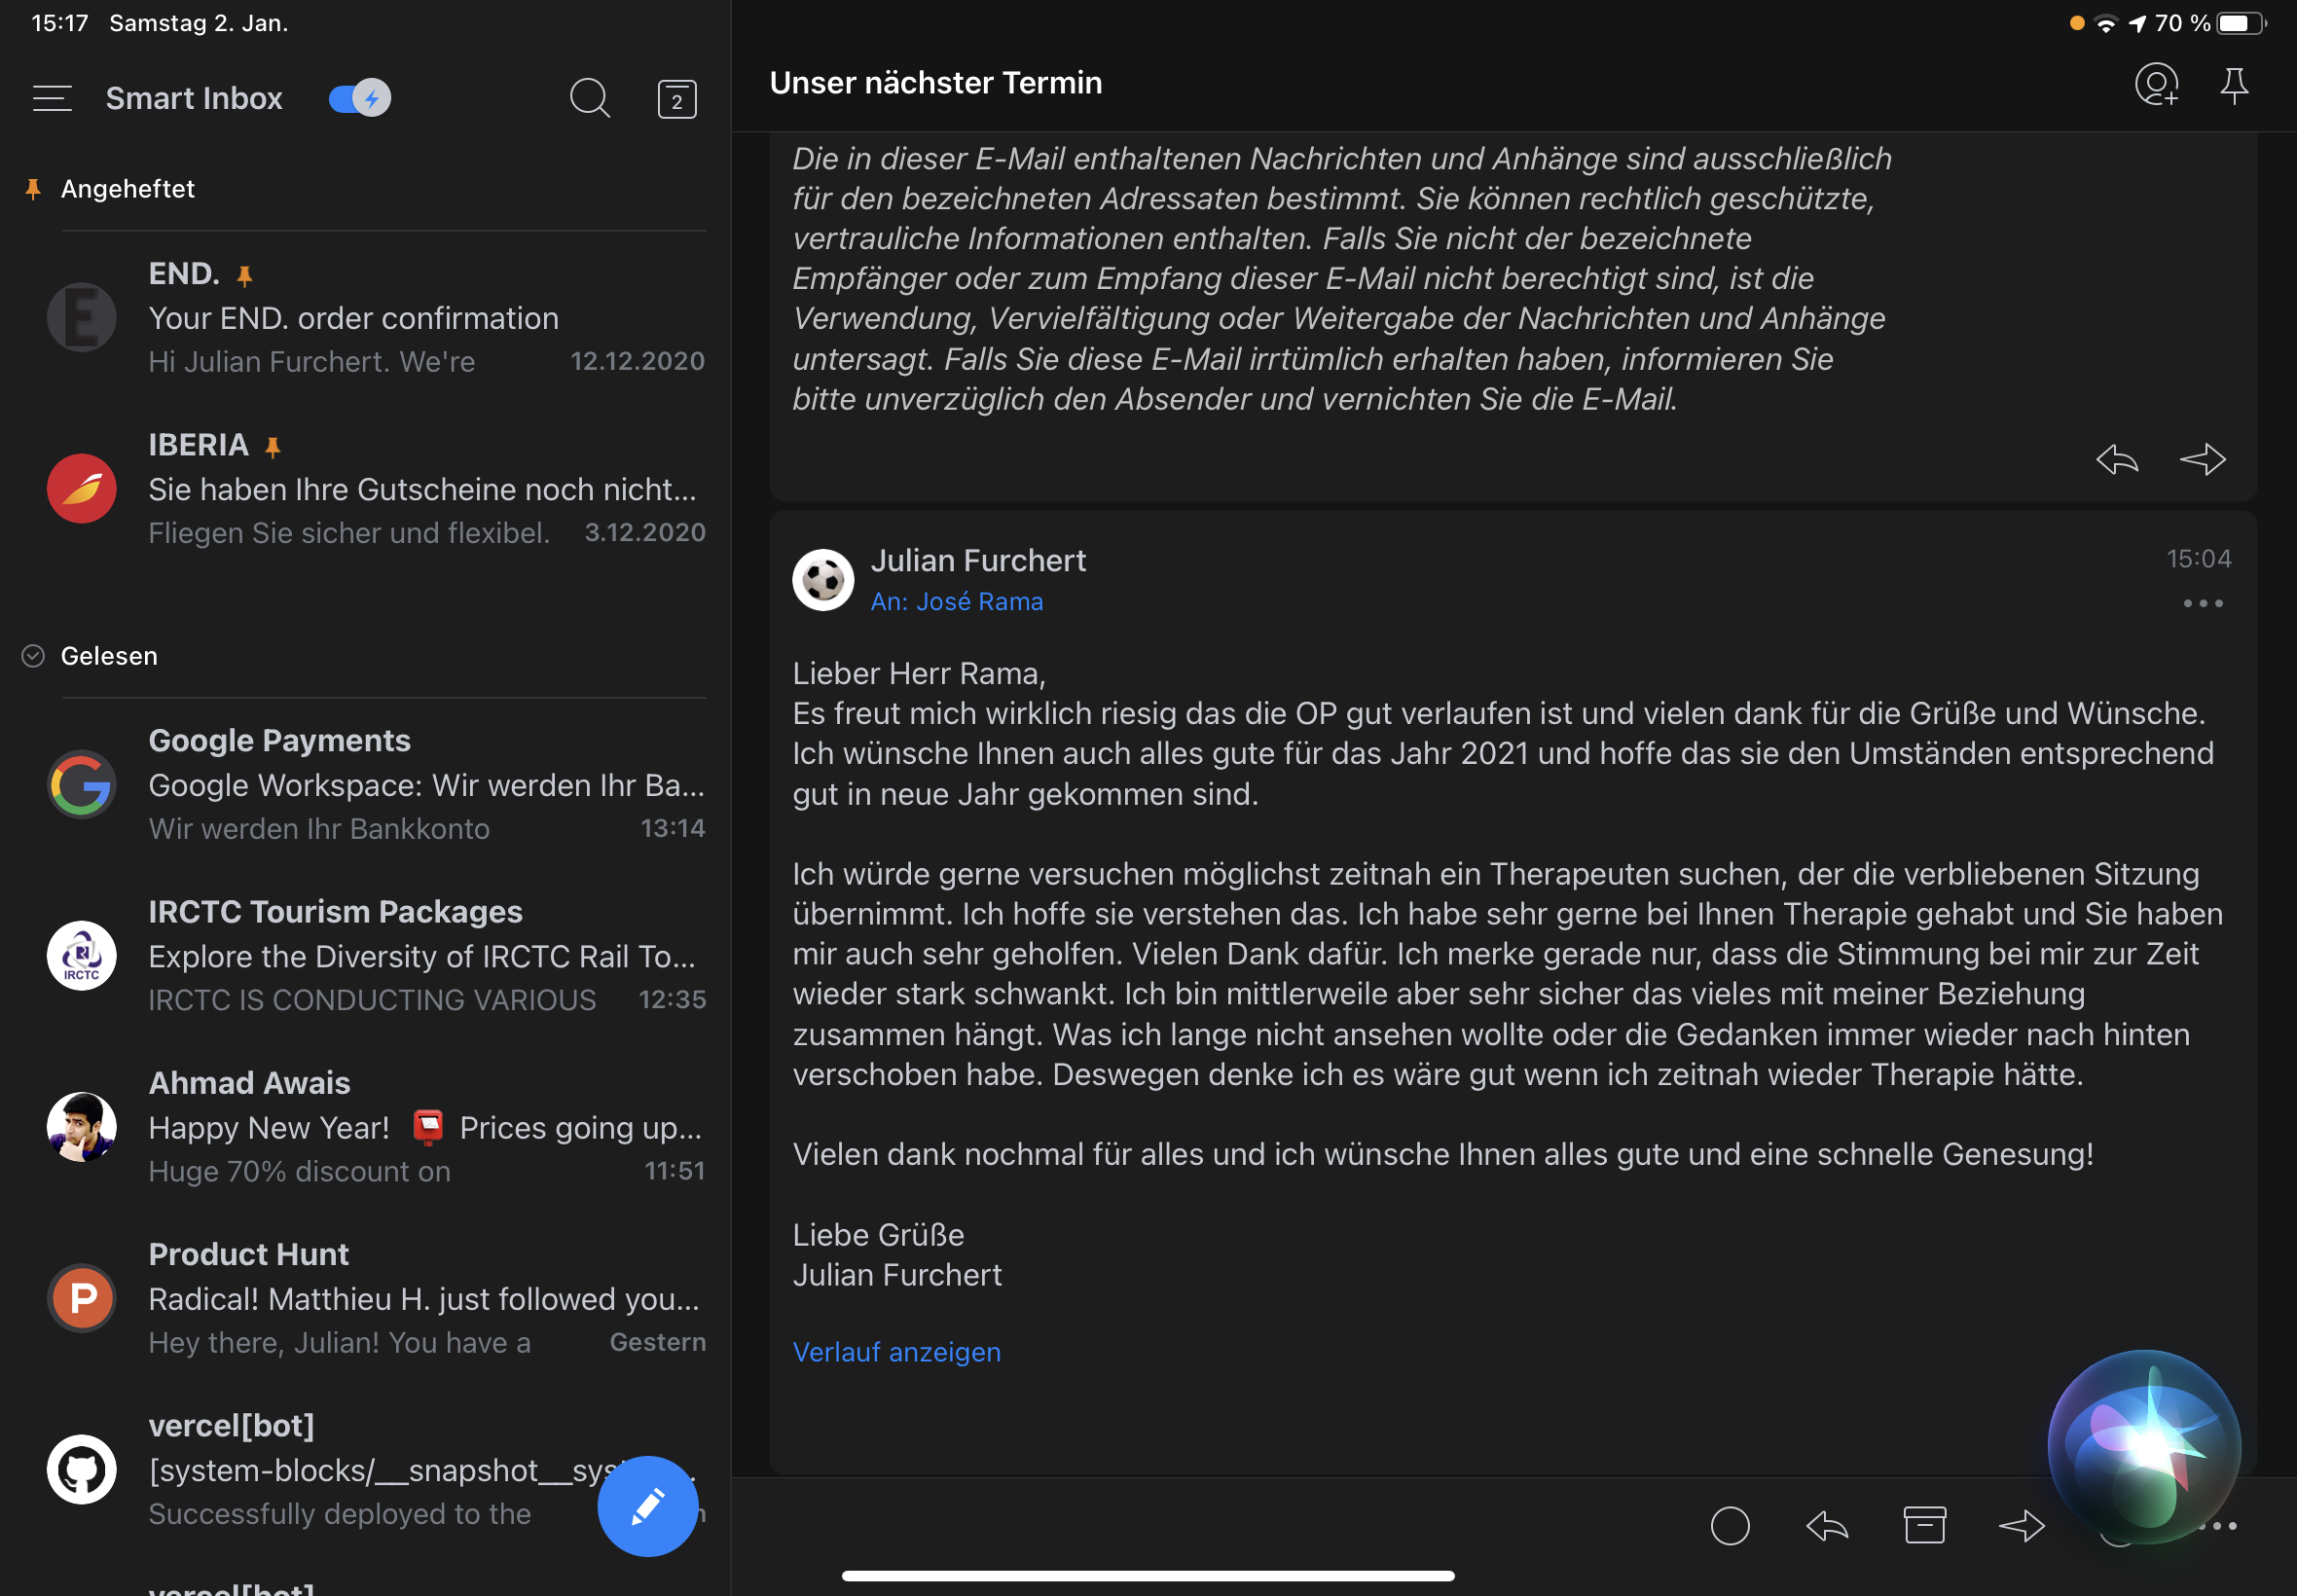 15:17 Samstag 2. Jan.
70 %
Smart Inbox
2
Angeheftet
END.
E
Your END. order confirmation
Hi Julian Furchert. We're 12.12.2020
IBERIA
Sie haben Ihre Gutscheine noch nicht...
Fliegen Sie sicher und flexibel. 3.12.2020
Gelesen
Google Payments
G
Google Workspace: Wir werden Ihr Ba...
Wir werden Ihr Bankkonto 13:14
IRCTC Tourism Packages
IRCTC
Explore the Diversity of IRCTC Rail To...
IRCTC IS CONDUCTING VARIOUS 12:35
Ahmad Awais
Happy New Year! 📮 Prices going up...
Huge 70% discount on 11:51
Product Hunt
P
Radical! Matthieu H. just followed you...
Hey there, Julian! You have a Gestern
vercel[bot]
[system-blocks/__snapshot__sys
Successfully deployed to the
vercel[bot]
Unser nächster Termin
Die in dieser E-Mail enthaltenen Nachrichten und Anhänge sind ausschließlich
für den bezeichneten Adressaten bestimmt. Sie können rechtlich geschützte,
vertrauliche Informationen enthalten. Falls Sie nicht der bezeichnete
Empfänger oder zum Empfang dieser E-Mail nicht berechtigt sind, ist die
Verwendung, Vervielfältigung oder Weitergabe der Nachrichten und Anhänge
untersagt. Falls Sie diese E-Mail irrtümlich erhalten haben, informieren Sie
bitte unverzüglich den Absender und vernichten Sie die E-Mail.
Julian Furchert 15:04
An: José Rama
Lieber Herr Rama,
Es freut mich wirklich riesig das die OP gut verlaufen ist und vielen dank für die Grüße und Wünsche.
Ich wünsche Ihnen auch alles gute für das Jahr 2021 und hoffe das sie den Umständen entsprechend
gut in neue Jahr gekommen sind.
Ich würde gerne versuchen möglichst zeitnah ein Therapeuten suchen, der die verbliebenen Sitzung
übernimmt. Ich hoffe sie verstehen das. Ich habe sehr gerne bei Ihnen Therapie gehabt und Sie haben
mir auch sehr geholfen. Vielen Dank dafür. Ich merke gerade nur, dass die Stimmung bei mir zur Zeit
wieder stark schwankt. Ich bin mittlerweile aber sehr sicher das vieles mit meiner Beziehung
zusammen hängt. Was ich lange nicht ansehen wollte oder die Gedanken immer wieder nach hinten
verschoben habe. Deswegen denke ich es wäre gut wenn ich zeitnah wieder Therapie hätte.
Vielen dank nochmal für alles und ich wünsche Ihnen alles gute und eine schnelle Genesung!
Liebe Grüße
Julian Furchert
Verlauf anzeigen